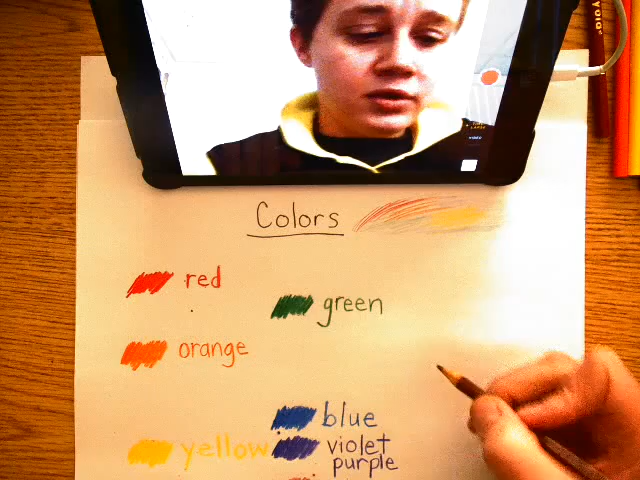 Colors
red
green
orange
blue
yellow
violet
purple